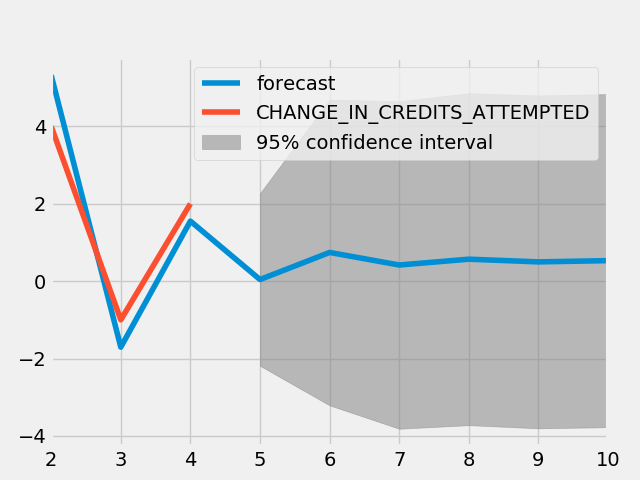 forecast
CHANGE_IN_CREDITS_ATTEMPTED
95% confidence interval
4
2
0
−2
−4
2 3 4 5 6 7 8 9 10